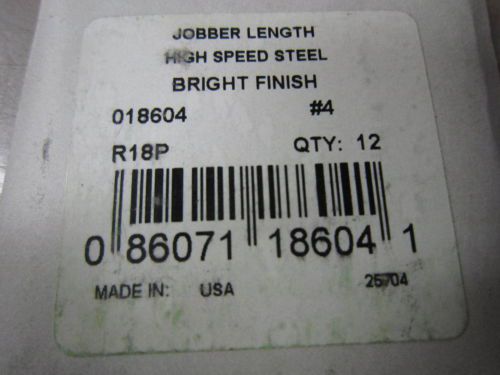 JOBBER LENGTH
HIGH SPEED STEEL
BRIGHT FINISH
018604 #4
R18P QTY: 12
0 86071 18604 1
MADE IN: USA